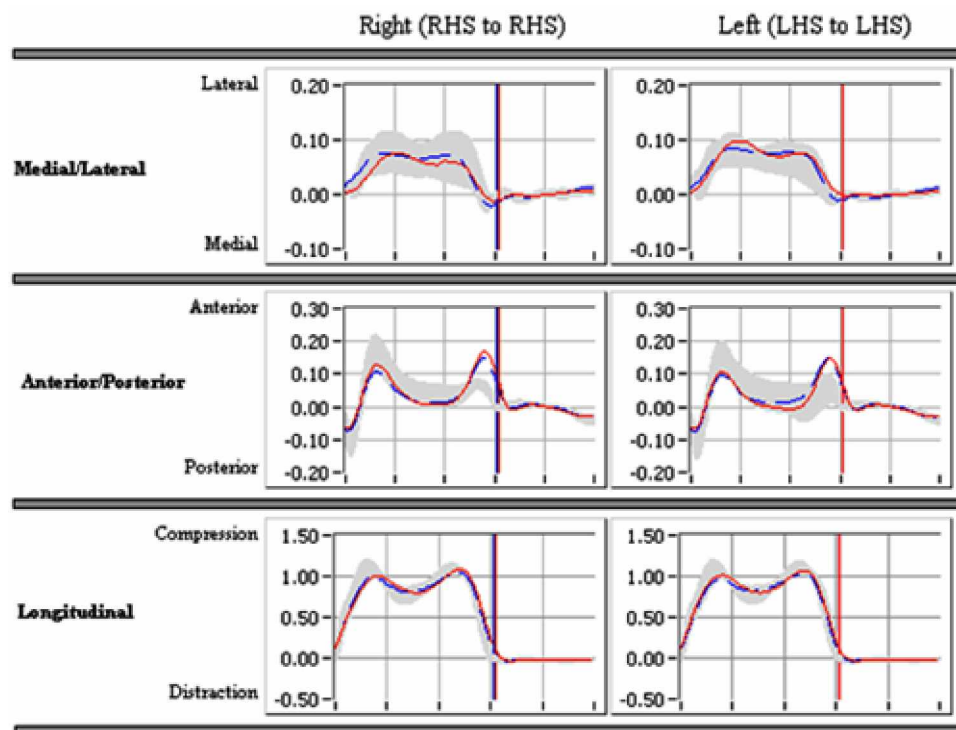 Right (RHS to RHS) Left (LHS to LHS)
Lateral
0.20 0.20
0.10 0.10
Medial/Lateral
0.00 0.00
Medial
-0.10 -0.10
Anterior
0.30 0.30
0.20 0.20
Anterior/Posterior
0.10 0.10
0.00 0.00
-0.10 -0.10
Posterior
-0.20 -0.20
Compression
1.50 1.50
1.00 1.00
Longitudinal
0.50 0.50
0.00 0.00
Distraction
-0.50 -0.50